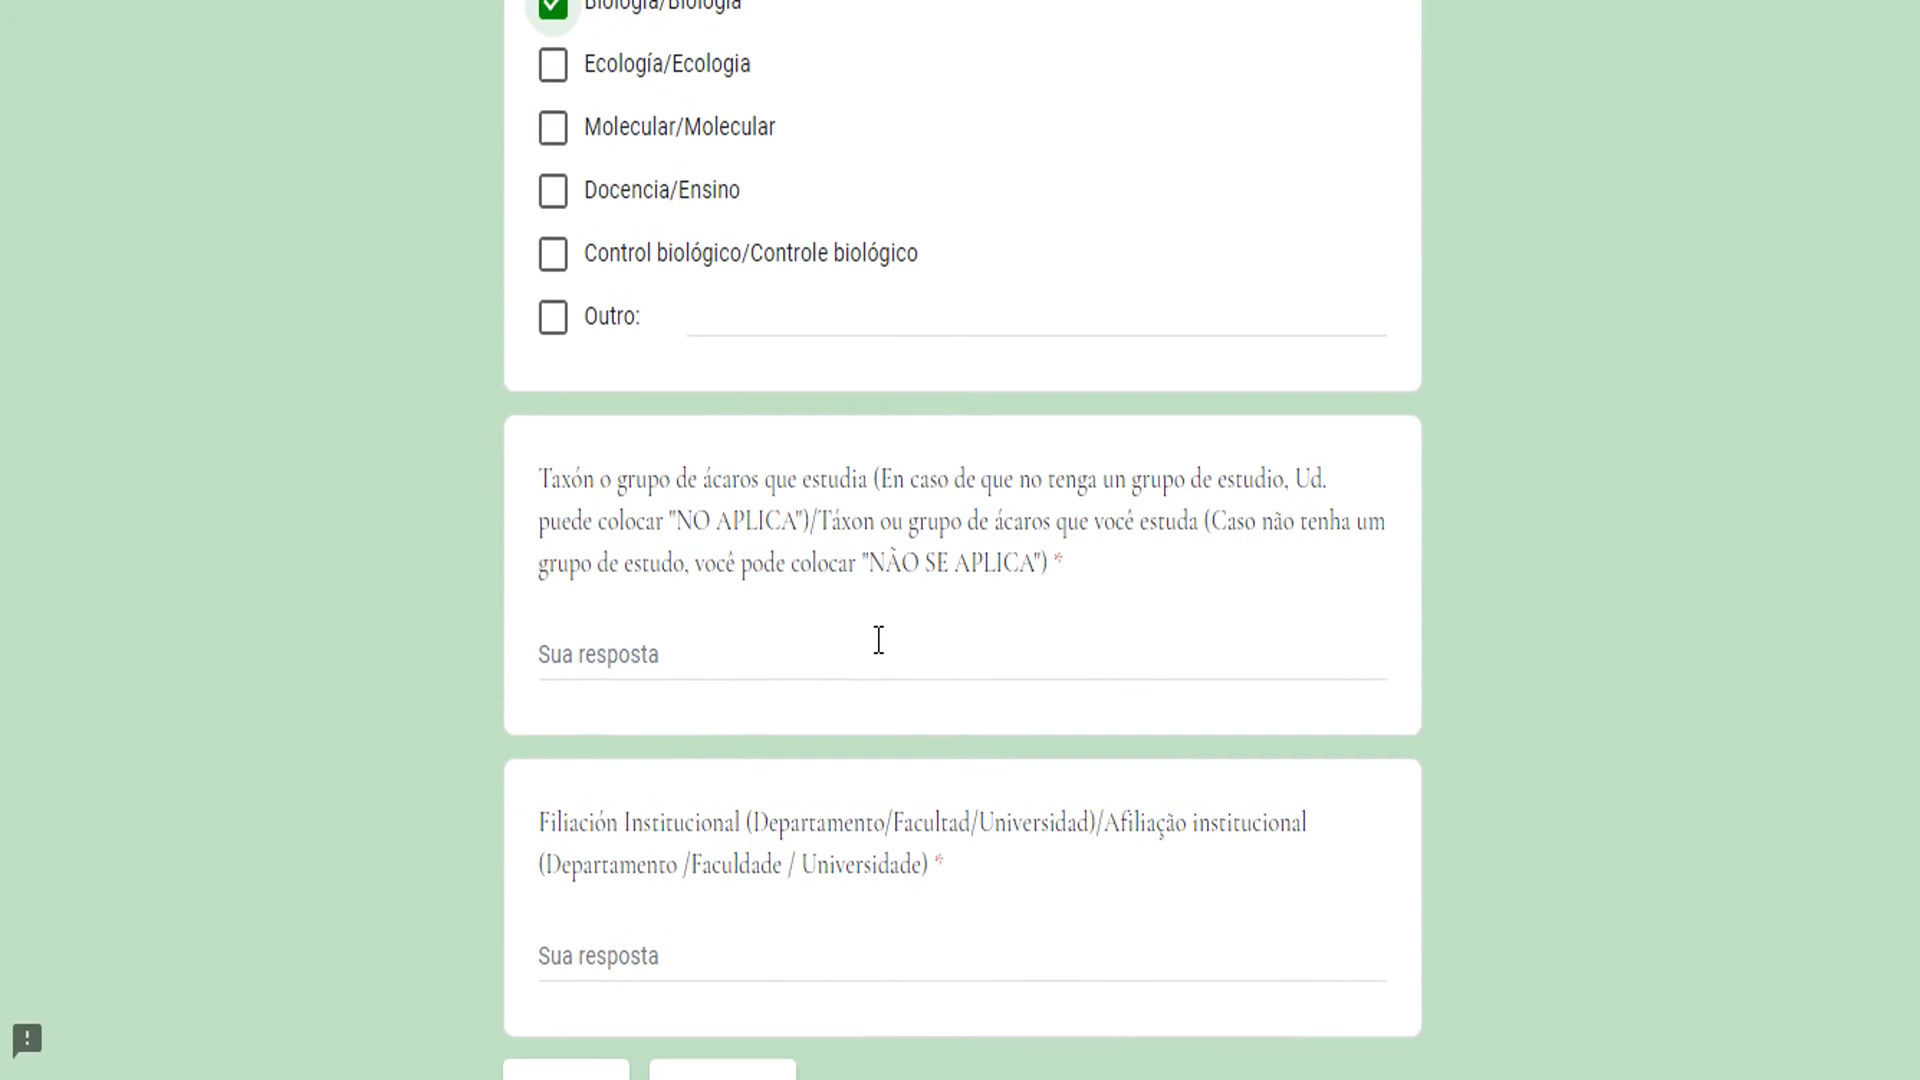 Biología/Biologia
Ecología/Ecologia
Molecular/Molecular
Docencia/Ensino
Control biológico/Controle biológico
Outro:
Taxón o grupo de ácaros que estudia (En caso de que no tenga un grupo de estudio, Ud.
puede colocar "NO APLICA")/Táxon ou grupo de ácaros que você estuda (Caso não tenha um
grupo de estudo, você pode colocar "NÃO SE APLICA") *
Sua resposta
Filiación Institucional (Departamento/Facultad/Universidad)/Afiliação institucional
(Departamento /Faculdade / Universidade) *
Sua resposta